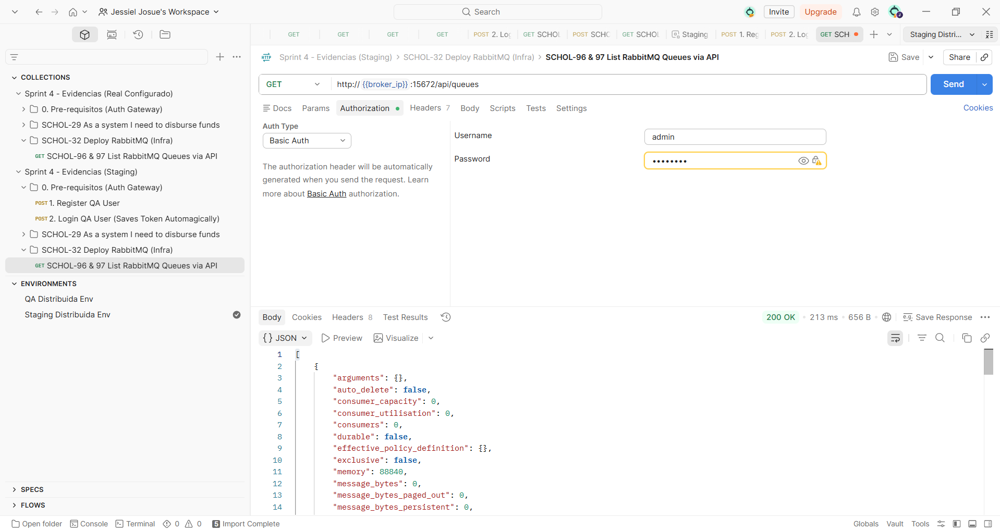 Jessiel Josue's Workspace
Search
Invite
Upgrade
J
GET
GET
GET
GET
POST 2. Log
GET SCHOL
POST SCHO
GET SCHOL
Staging
POST 1. Reg
POST 2. Log
GET SCH
Staging Distri...
HTTP Sprint 4 - Evidencias (Staging) > SCHOL-32 Deploy RabbitMQ (Infra) > SCHOL-96 & 97 List RabbitMQ Queues via API
Save
Share
COLLECTIONS
Sprint 4 - Evidencias (Real Configurado)
0. Pre-requisitos (Auth Gateway)
SCHOL-29 As a system I need to disburse funds
SCHOL-32 Deploy RabbitMQ (Infra)
GET SCHOL-96 & 97 List RabbitMQ Queues via API
Sprint 4 - Evidencias (Staging)
0. Pre-requisitos (Auth Gateway)
POST 1. Register QA User
POST 2. Login QA User (Saves Token Automagically)
SCHOL-29 As a system I need to disburse funds
SCHOL-32 Deploy RabbitMQ (Infra)
GET SCHOL-96 & 97 List RabbitMQ Queues via API
ENVIRONMENTS
QA Distribuida Env
Staging Distribuida Env
SPECS
FLOWS
GET
http:// {{broker_ip}} :15672/api/queues
Send
Docs
Params
Authorization
Headers 7
Body
Scripts
Tests
Settings
Cookies
Auth Type
Basic Auth
The authorization header will be automatically
generated when you send the request. Learn
more about Basic Auth authorization.
Username
admin
Password
••••••••
Body
Cookies
Headers 8
Test Results
200 OK • 213 ms • 656 B
e.g. Save Response
{} JSON
Preview
Visualize
1 [
2 {
3 "arguments": {},
4 "auto_delete": false,
5 "consumer_capacity": 0,
6 "consumer_utilisation": 0,
7 "consumers": 0,
8 "durable": false,
9 "effective_policy_definition": {},
10 "exclusive": false,
11 "memory": 88840,
12 "message_bytes": 0,
13 "message_bytes_paged_out": 0,
14 "message_bytes_persistent": 0,
Open folder
Console
Terminal
0
0
5 Import Complete
Globals
Vault
Tools